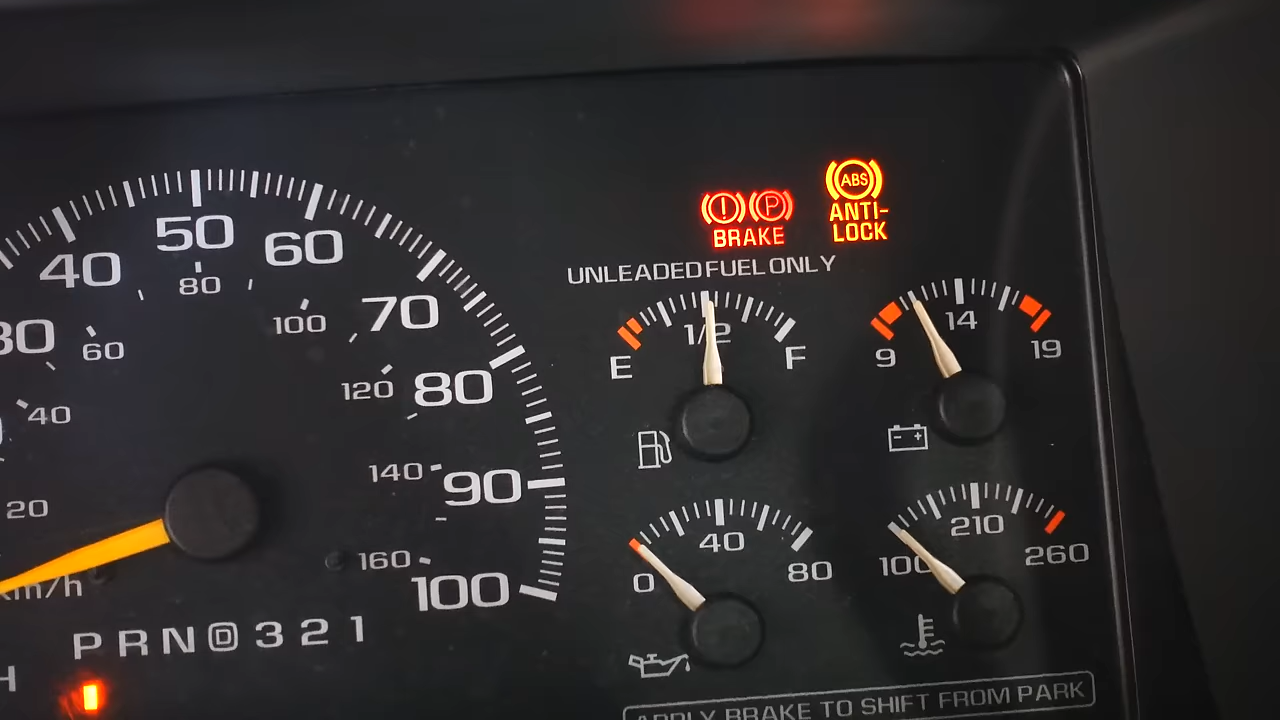 ABS
ANTI-
LOCK
! P
BRAKE
UNLEADED FUEL ONLY
40 50 60 70 80 90 100
20 40 60 80 100 120 140 160
km/h
E 1/2 F
9 14 19
0 40 80
100 210 260
P R N D 3 2 1
APPLY BRAKE TO SHIFT FROM PARK